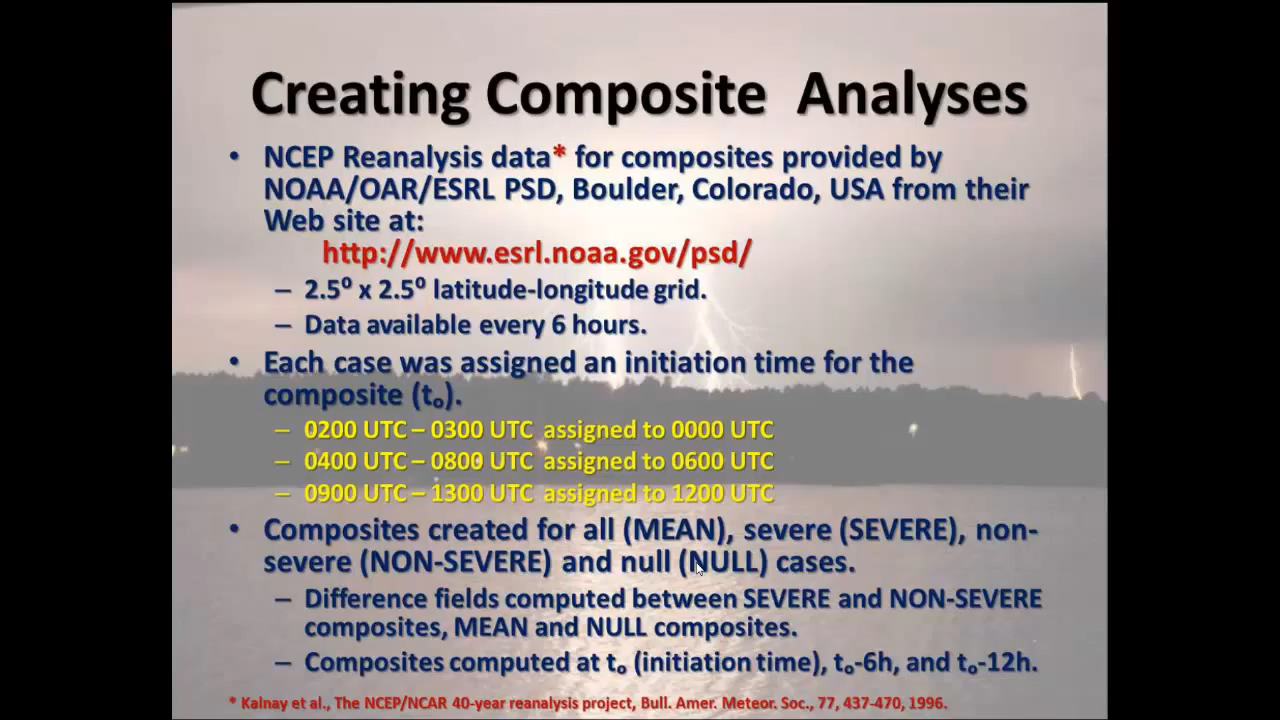 Creating Composite Analyses
• NCEP Reanalysis data* for composites provided by
NOAA/OAR/ESRL PSD, Boulder, Colorado, USA from their
Web site at:
http://www.esrl.noaa.gov/psd/
– 2.5º x 2.5º latitude-longitude grid.
– Data available every 6 hours.
• Each case was assigned an initiation time for the
composite (tₒ).
– 0200 UTC – 0300 UTC assigned to 0000 UTC
– 0400 UTC – 0800 UTC assigned to 0600 UTC
– 0900 UTC – 1300 UTC assigned to 1200 UTC
• Composites created for all (MEAN), severe (SEVERE), non-
severe (NON-SEVERE) and null (NULL) cases.
– Difference fields computed between SEVERE and NON-SEVERE
composites, MEAN and NULL composites.
– Composites computed at tₒ (initiation time), tₒ-6h, and tₒ-12h.
* Kalnay et al., The NCEP/NCAR 40-year reanalysis project, Bull. Amer. Meteor. Soc., 77, 437-470, 1996.